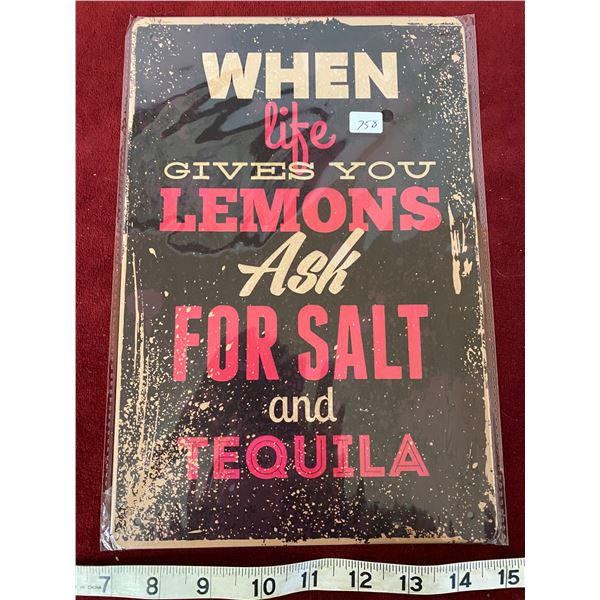 WHEN
life
758
GIVES YOU
LEMONS
Ask
FOR SALT
and
TEQUILA
7 8 9 10 11 12 13 14 15